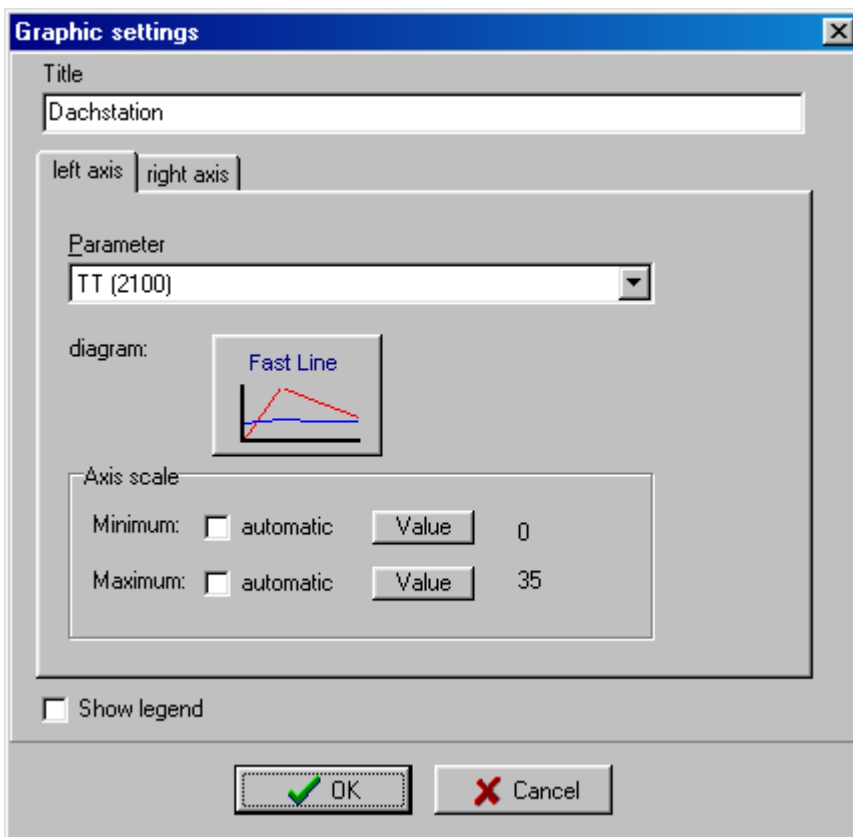 Graphic settings
Title
Dachstation
left axis right axis
Parameter
TT (2100)
diagram:
Fast Line
Axis scale
Minimum: automatic Value 0
Maximum: automatic Value 35
Show legend
OK Cancel